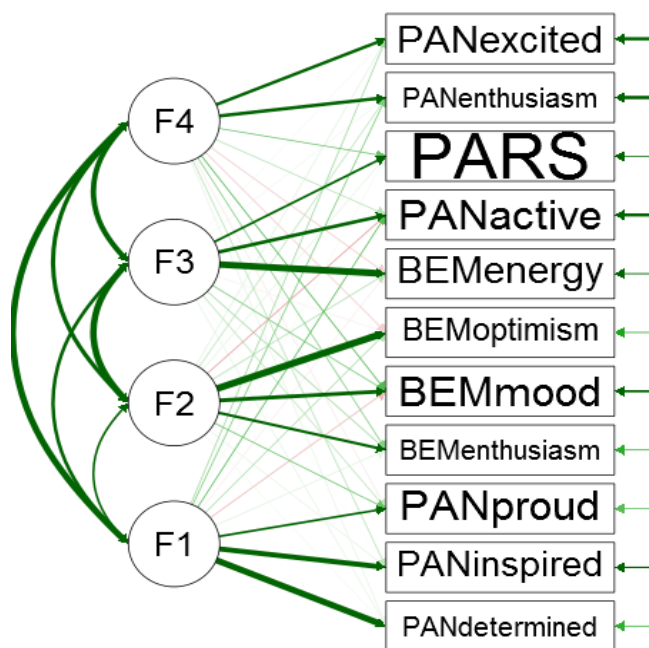 F4
F3
F2
F1
PANexcited
PANenthusiasm
PARS
PANactive
BEMenergy
BEMoptimism
BEMmood
BEMenthusiasm
PANproud
PANinspired
PANdetermined